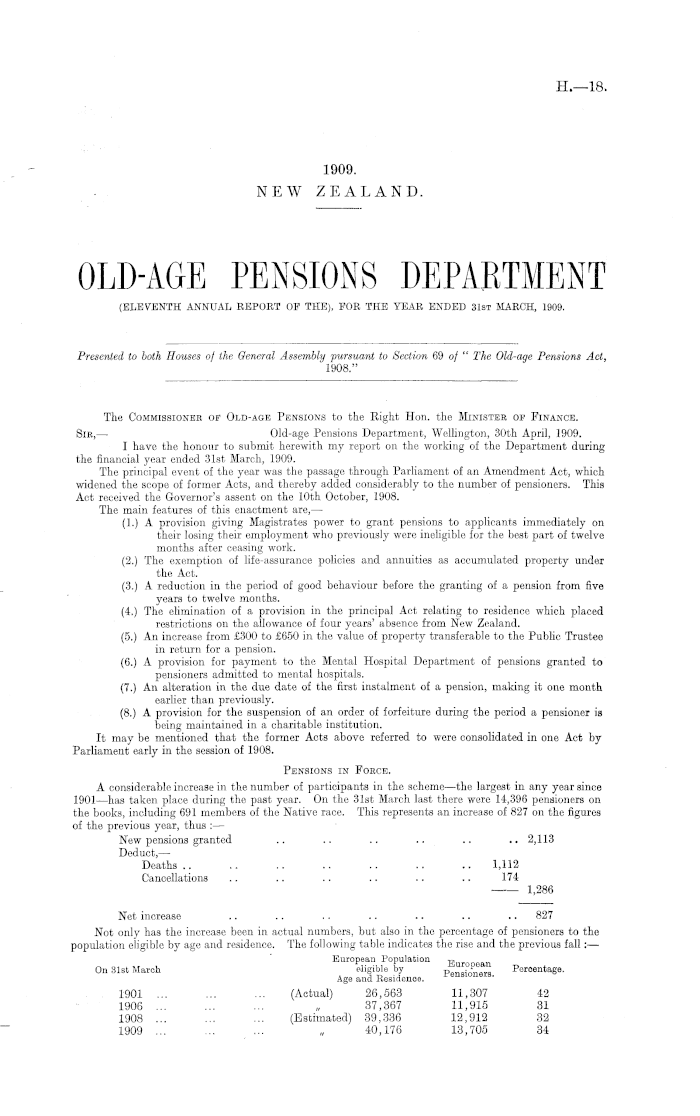 H.—18.
1909.
NEW ZEALAND.
OLD-AGE PENSIONS DEPARTMENT
(ELEVENTH ANNUAL REPORT OF THE), FOR THE YEAR ENDED 31ST MARCH, 1909.
Presented to both Houses of the General Assembly pursuant to Section 69 of " The Old-age Pensions Act,
1908."
The COMMISSIONER OF OLD-AGE PENSIONS to the Right Hon. the MINISTER OF FINANCE.
SIR,— Old-age Pensions Department, Wellington, 30th April, 1909.
I have the honour to submit herewith my report on the working of the Department during
the financial year ended 31st March, 1909.
The principal event of the year was the passage through Parliament of an Amendment Act, which
widened the scope of former Acts, and thereby added considerably to the number of pensioners. This
Act received the Governor's assent on the 10th October, 1908.
The main features of this enactment are,—
(1.) A provision giving Magistrates power to grant pensions to applicants immediately on
their losing their employment who previously were ineligible for the best part of twelve
months after ceasing work.
(2.) The exemption of life-assurance policies and annuities as accumulated property under
the Act.
(3.) A reduction in the period of good behaviour before the granting of a pension from five
years to twelve months.
(4.) The elimination of a provision in the principal Act relating to residence which placed
restrictions on the allowance of four years' absence from New Zealand.
(5.) An increase from £300 to £650 in the value of property transferable to the Public Trustee
in return for a pension.
(6.) A provision for payment to the Mental Hospital Department of pensions granted to
pensioners admitted to mental hospitals.
(7.) An alteration in the due date of the first instalment of a pension, making it one month
earlier than previously.
(8.) A provision for the suspension of an order of forfeiture during the period a pensioner is
being maintained in a charitable institution.
It may be mentioned that the former Acts above referred to were consolidated in one Act by
Parliament early in the session of 1908.
PENSIONS IN FORCE.
A considerable increase in the number of participants in the scheme—the largest in any year since
1901—has taken place during the past year. On the 31st March last there were 14,396 pensioners on
the books, including 691 members of the Native race. This represents an increase of 827 on the figures
of the previous year, thus :—
New pensions granted .. .. .. .. .. .. 2,113
Deduct,—
Deaths .. .. .. .. .. .. .. 1,112
Cancellations .. .. .. .. .. .. 174
—— 1,286
Net increase .. .. .. .. .. .. .. 827
Not only has the increase been in actual numbers, but also in the percentage of pensioners to the
population eligible by age and residence. The following table indicates the rise and the previous fall :—
On 31st March European Population eligible by Age and Residence. European Pensioners. Percentage.
1901 ... ... ... (Actual) 26,563 11,307 42
1906 ... ... ... „ 37,367 11,915 31
1908 ... ... ... (Estimated) 39,336 12,912 32
1909 ... ... ... „ 40,176 13,705 34